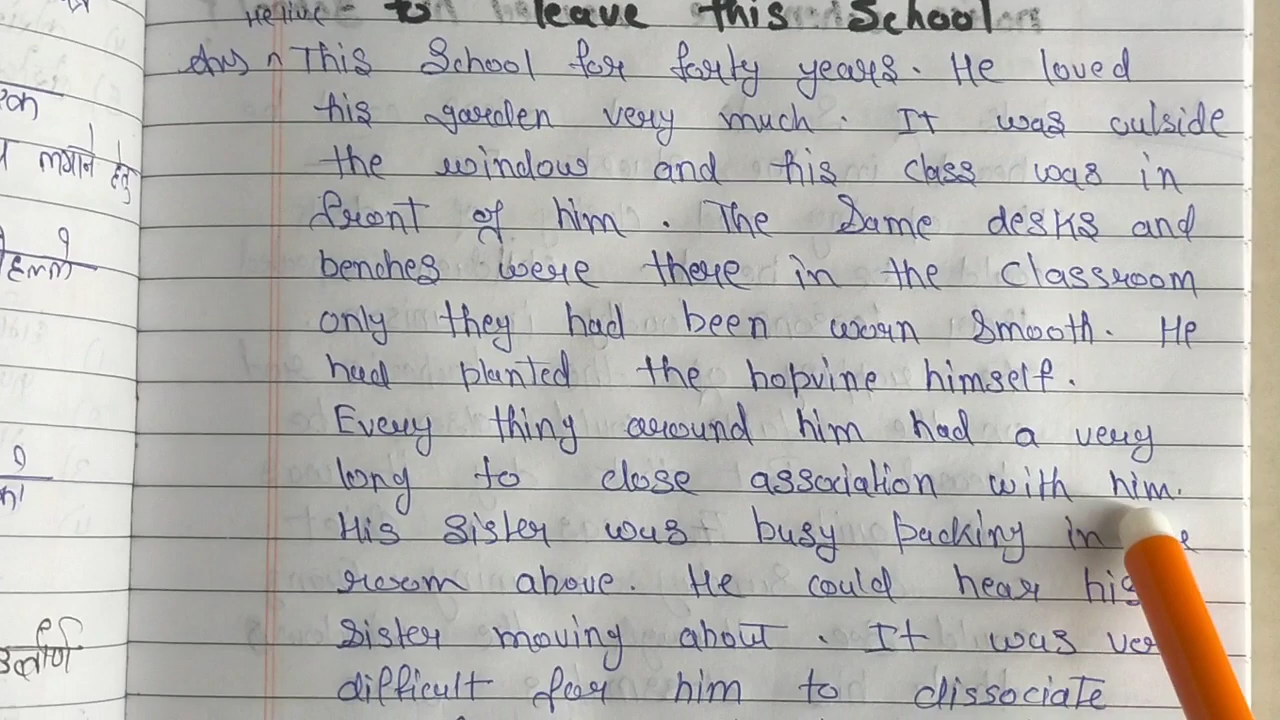 He live to leave this School
Ans This School for forty years. He loved
his garden very much. It was outside
the window and his class was in
front of him. The Same desks and
benches were there in the classroom
only they had been worn smooth. He
had planted the hopvine himself.
Every thing around him had a very
long to close association with him.
His Sister was busy packing in
room above. He could hear his
Sister moving about. It was
difficult for him to dissociate
लगाने हेतु